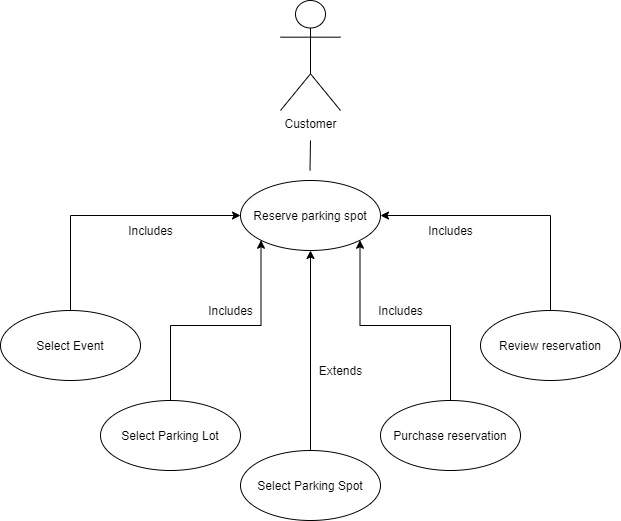 Customer
Reserve parking spot
Includes
Includes
Includes
Includes
Select Event
Review reservation
Extends
Select Parking Lot
Purchase reservation
Select Parking Spot